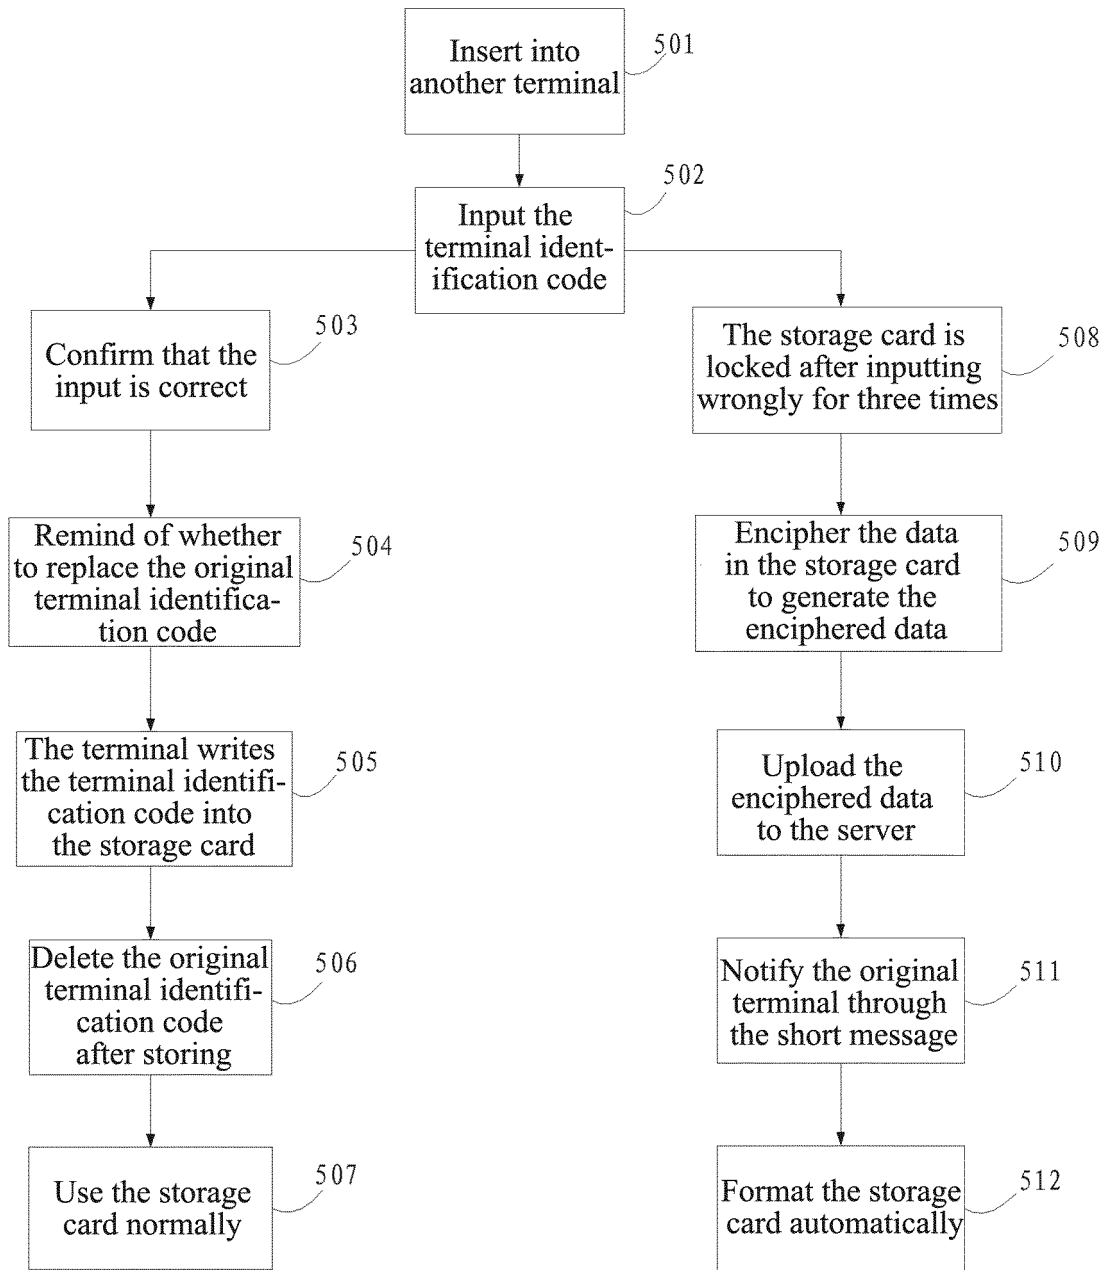 Insert into
another terminal
501
Input the
terminal ident-
ification code
502
Confirm that the
input is correct
503
Remind of whether
to replace the original
terminal identifica-
tion code
504
The terminal writes
the terminal identifi-
cation code into
the storage card
505
Delete the original
terminal identifi-
cation code
after storing
506
Use the storage
card normally
507
The storage card is
locked after inputting
wrongly for three times
508
Encipher the data
in the storage card
to generate the
enciphered data
509
Upload the
enciphered data
to the server
510
Notify the original
terminal through
the short message
511
Format the storage
card automatically
512